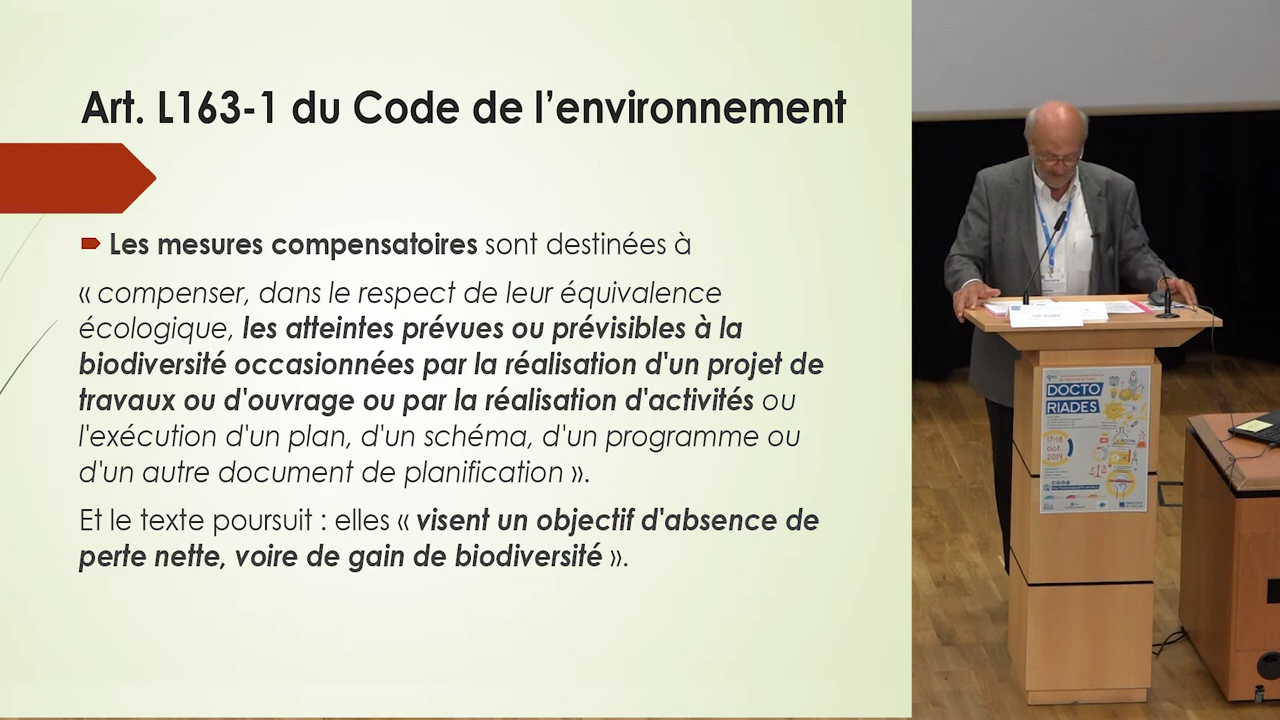 Art. L163-1 du Code de l’environnement
Les mesures compensatoires sont destinées à
« compenser, dans le respect de leur équivalence
écologique, les atteintes prévues ou prévisibles à la
biodiversité occasionnées par la réalisation d'un projet de
travaux ou d'ouvrage ou par la réalisation d'activités ou
l'exécution d'un plan, d'un schéma, d'un programme ou
d'un autre document de planification ».
Et le texte poursuit : elles « visent un objectif d'absence de
perte nette, voire de gain de biodiversité ».
DOCTO
RIADES
17-18
oct.
2019